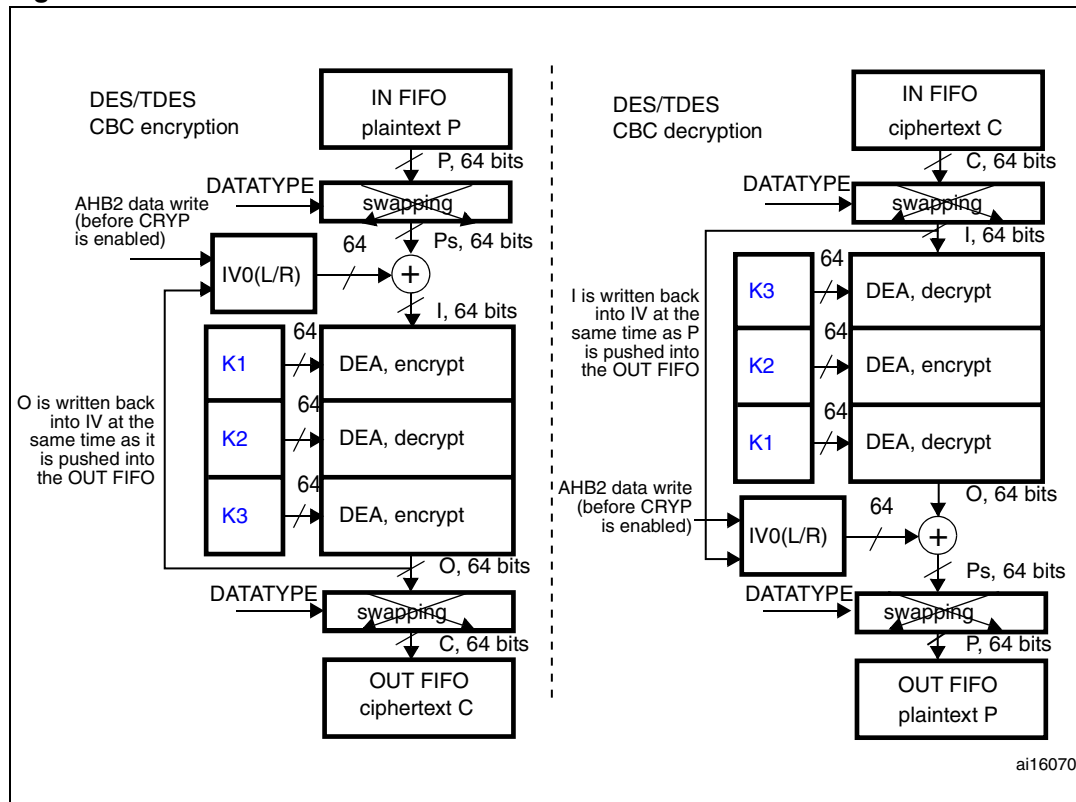 DES/TDES
CBC encryption
IN FIFO
plaintext P
P, 64 bits
DATATYPE
swapping
AHB2 data write
(before CRYP
is enabled)
Ps, 64 bits
64
IV0(L/R)
+
I, 64 bits
64
K1
DEA, encrypt
64
K2
DEA, decrypt
64
K3
DEA, encrypt
O is written back
into IV at the
same time as it
is pushed into
the OUT FIFO
O, 64 bits
DATATYPE
swapping
C, 64 bits
OUT FIFO
ciphertext C
DES/TDES
CBC decryption
IN FIFO
ciphertext C
C, 64 bits
DATATYPE
swapping
I, 64 bits
64
K3
DEA, decrypt
I is written back
into IV at the
same time as P
is pushed into
the OUT FIFO
64
K2
DEA, encrypt
64
K1
DEA, decrypt
O, 64 bits
AHB2 data write
(before CRYP
is enabled)
64
IV0(L/R)
+
Ps, 64 bits
DATATYPE
swapping
P, 64 bits
OUT FIFO
plaintext P
ai16070